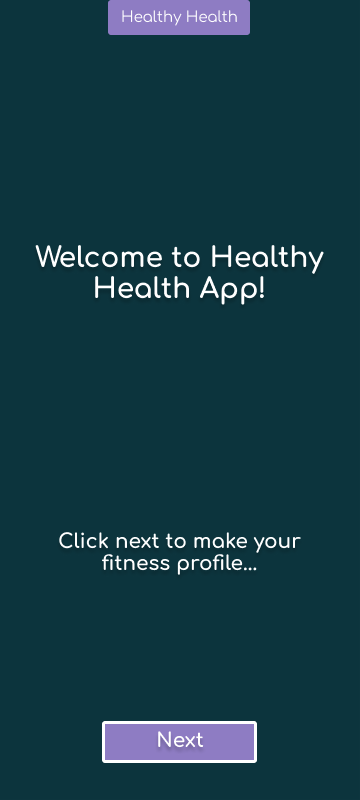 Healthy Health
Welcome to Healthy
Health App!
Click next to make your
fitness profile...
Next